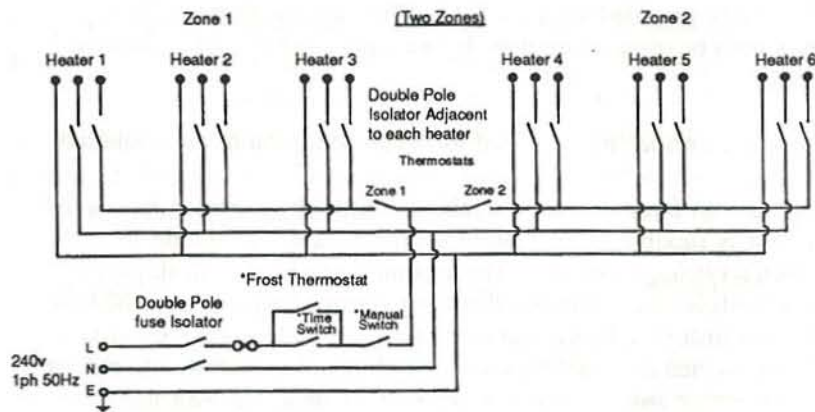 Zone 1 (Two Zones) Zone 2
Heater 1 Heater 2 Heater 3 Heater 4 Heater 5 Heater 6
Double Pole
Isolator Adjacent
to each heater
Thermostats
Zone 1 Zone 2
*Frost Thermostat
Double Pole
fuse Isolator
*Time
Switch
*Manual
Switch
L
240v
1ph 50Hz
N
E